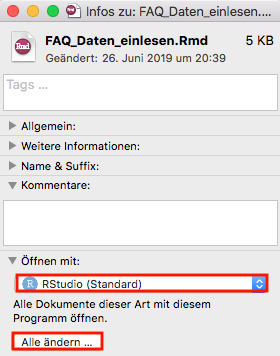 Infos zu: FAQ_Daten_einlesen....
Rmd
FAQ_Daten_einlesen.Rmd 5 KB
Geändert: 26. Juni 2019 um 20:39
Tags ...
Allgemein:
Weitere Informationen:
Name & Suffix:
Kommentare:
Öffnen mit:
R RStudio (Standard)
Alle Dokumente dieser Art mit diesem
Programm öffnen.
Alle ändern ...